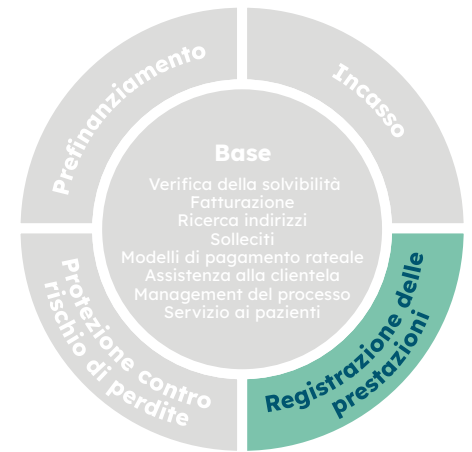 Prefinanziamento
Incasso
Base
Verifica della solvibilità
Fatturazione
Ricerca indirizzi
Solleciti
Modelli di pagamento rateale
Assistenza alla clientela
Management del processo
Servizio ai pazienti
Protezione contro
rischio di perdite
Registrazione delle
prestazioni